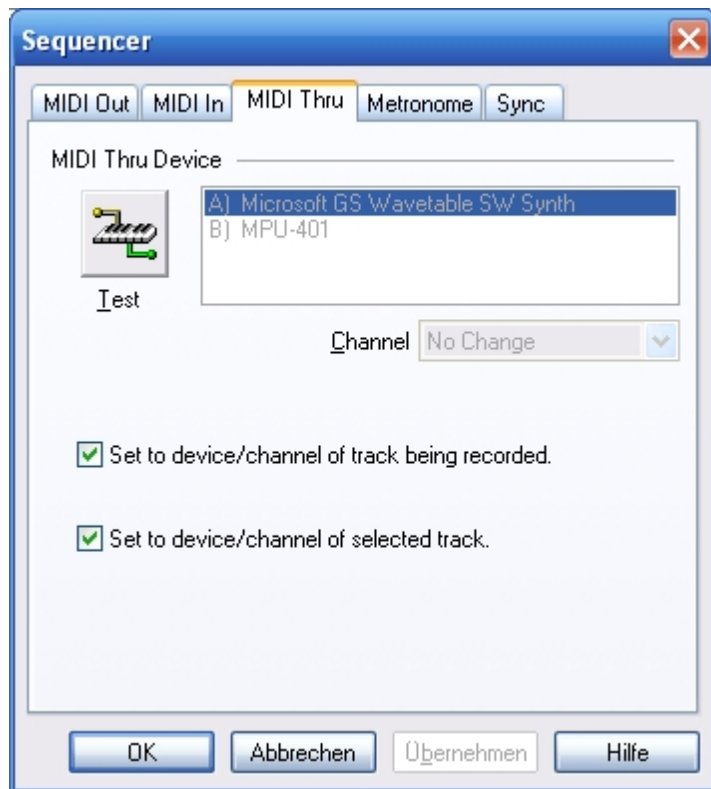 Sequencer
MIDI Out MIDI In MIDI Thru Metronome Sync
MIDI Thru Device
A) Microsoft GS Wavetable SW Synth
B) MPU-401
Test
Channel No Change
Set to device/channel of track being recorded.
Set to device/channel of selected track.
OK Abbrechen Übernehmen Hilfe